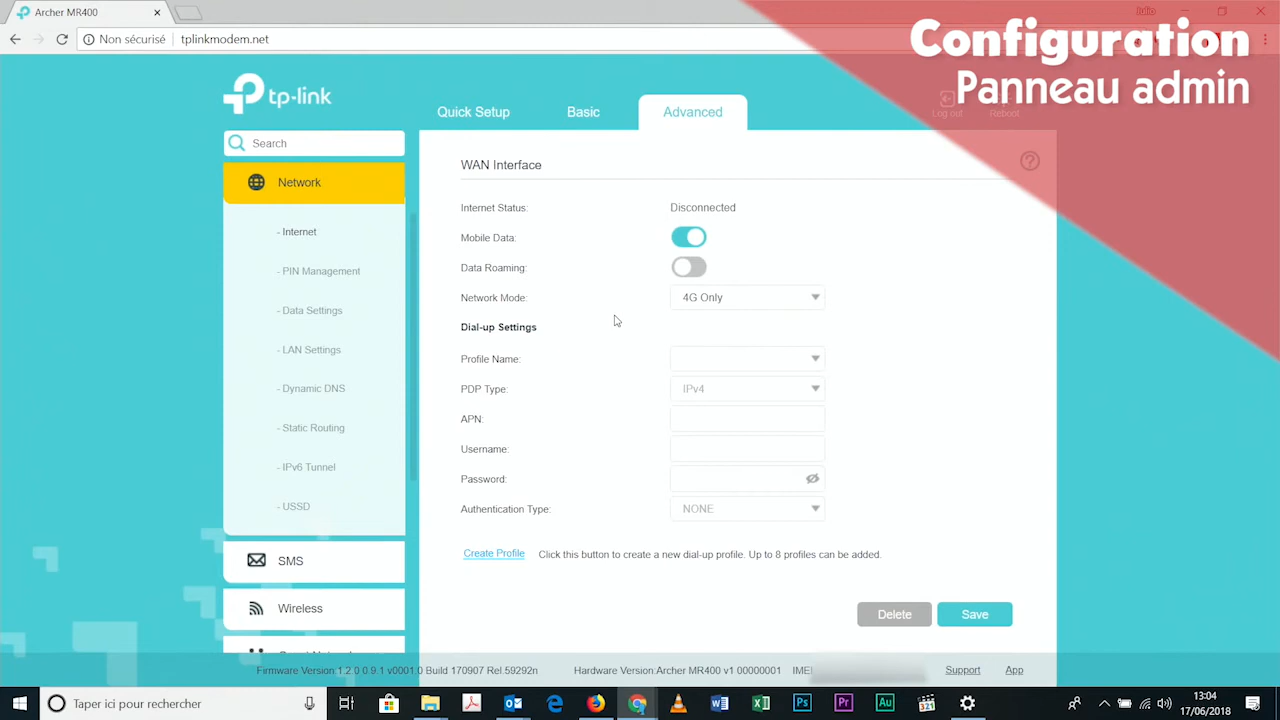 Archer MR400
Julio
Non sécurisé
tplinkmodem.net
Configuration
Panneau admin
tp-link
Quick Setup
Basic
Advanced
Log out
Reboot
Search
Network
- Internet
- PIN Management
- Data Settings
- LAN Settings
- Dynamic DNS
- Static Routing
- IPv6 Tunnel
- USSD
SMS
Wireless
WAN Interface
Internet Status: Disconnected
Mobile Data:
Data Roaming:
Network Mode: 4G Only
Dial-up Settings
Profile Name:
PDP Type: IPv4
APN:
Username:
Password:
Authentication Type: NONE
Create Profile Click this button to create a new dial-up profile. Up to 8 profiles can be added.
Delete Save
Firmware Version:1.2.0 0.9.1 v0001.0 Build 170907 Rel.59292n Hardware Version:Archer MR400 v1 00000001 IMEI Support App
Taper ici pour rechercher
13:04
17/06/2018